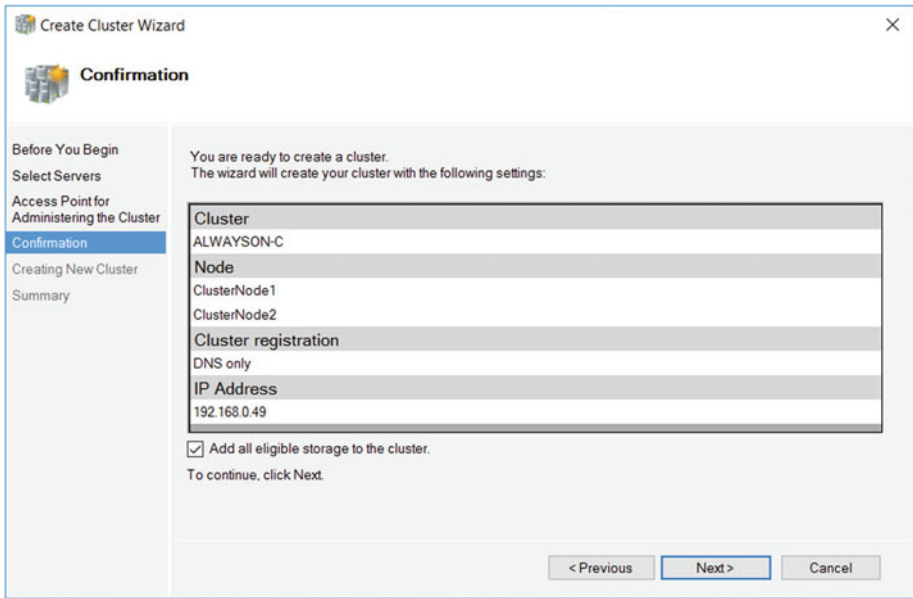 Create Cluster Wizard
Confirmation
Before You Begin
Select Servers
Access Point for
Administering the Cluster
Confirmation
Creating New Cluster
Summary
You are ready to create a cluster.
The wizard will create your cluster with the following settings:
Cluster
ALWAYSON-C
Node
ClusterNode1
ClusterNode2
Cluster registration
DNS only
IP Address
192.168.0.49
Add all eligible storage to the cluster.
To continue, click Next.
< Previous
Next >
Cancel